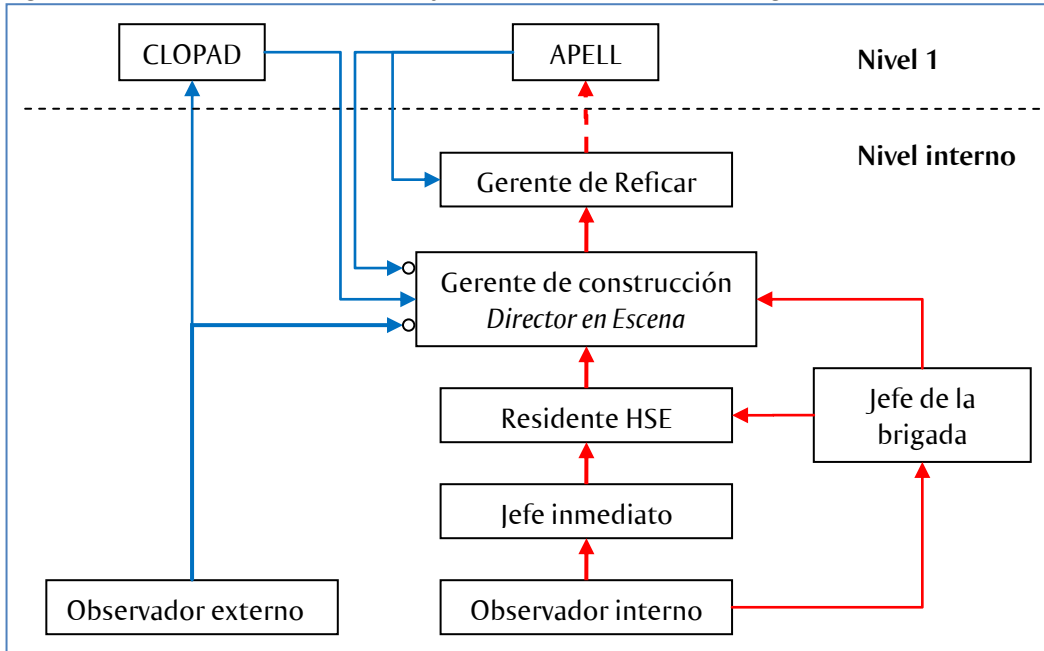 CLOPAD
APELL
Nivel 1
Nivel interno
Gerente de Reficar
Gerente de construcción
Director en Escena
Residente HSE
Jefe de la
brigada
Jefe inmediato
Observador externo
Observador interno